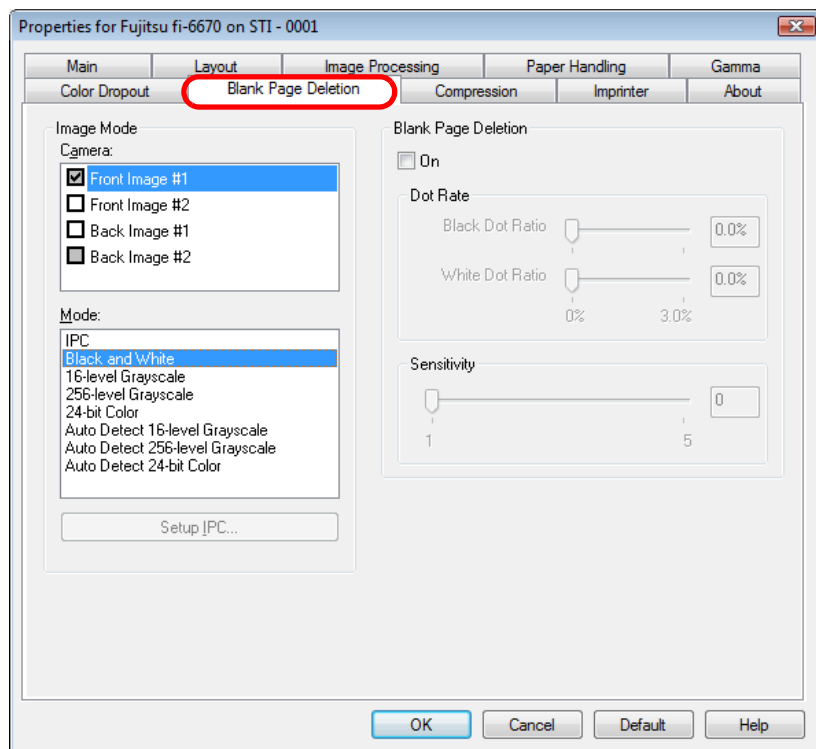 Properties for Fujitsu fi-6670 on STI - 0001
Main Layout Image Processing Paper Handling Gamma
Color Dropout Blank Page Deletion Compression Imprinter About
Image Mode
Camera:
Front Image #1
Front Image #2
Back Image #1
Back Image #2
Mode:
IPC
Black and White
16-level Grayscale
256-level Grayscale
24-bit Color
Auto Detect 16-level Grayscale
Auto Detect 256-level Grayscale
Auto Detect 24-bit Color
Setup IPC...
Blank Page Deletion
On
Dot Rate
Black Dot Ratio 0.0%
White Dot Ratio 0.0%
0% 3.0%
Sensitivity
0
1 5
OK Cancel Default Help